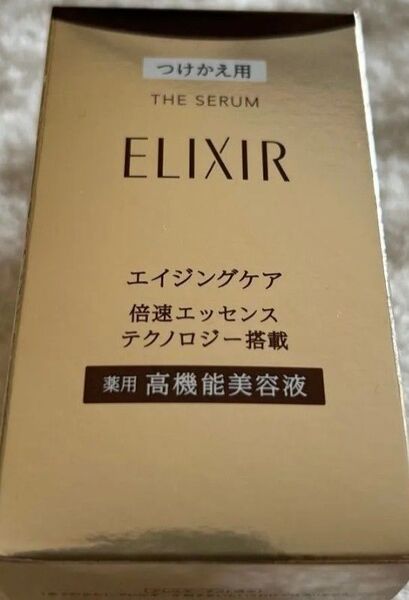 つけかえ用
THE SERUM
ELIXIR
エイジングケア
倍速エッセンス
テクノロジー搭載
薬用 高機能美容液